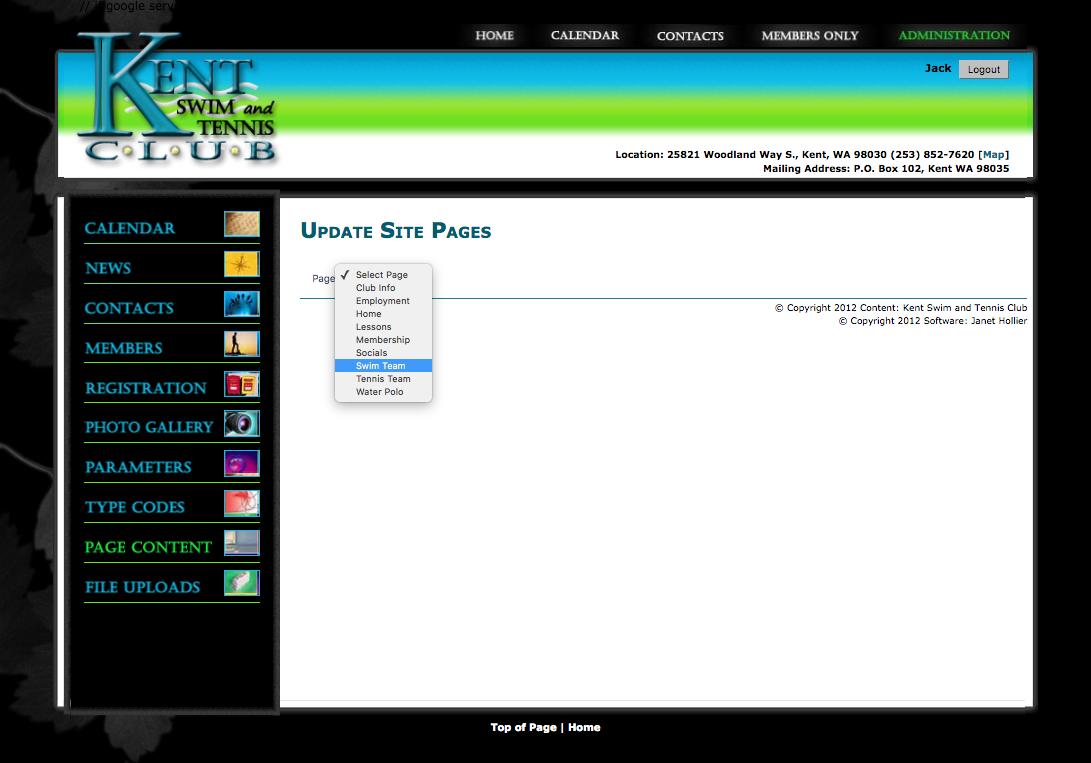 // if google serv
HOME CALENDAR CONTACTS MEMBERS ONLY ADMINISTRATION
Jack Logout
KENT
SWIM and
TENNIS
C•L•U•B
Location: 25821 Woodland Way S., Kent, WA 98030 (253) 852-7620 [Map]
Mailing Address: P.O. Box 102, Kent WA 98035
CALENDAR
NEWS
CONTACTS
MEMBERS
REGISTRATION
PHOTO GALLERY
PARAMETERS
TYPE CODES
PAGE CONTENT
FILE UPLOADS
Update Site Pages
Page
✓ Select Page
Club Info
Employment
Home
Lessons
Membership
Socials
Swim Team
Tennis Team
Water Polo
© Copyright 2012 Content: Kent Swim and Tennis Club
© Copyright 2012 Software: Janet Hollier
Top of Page | Home